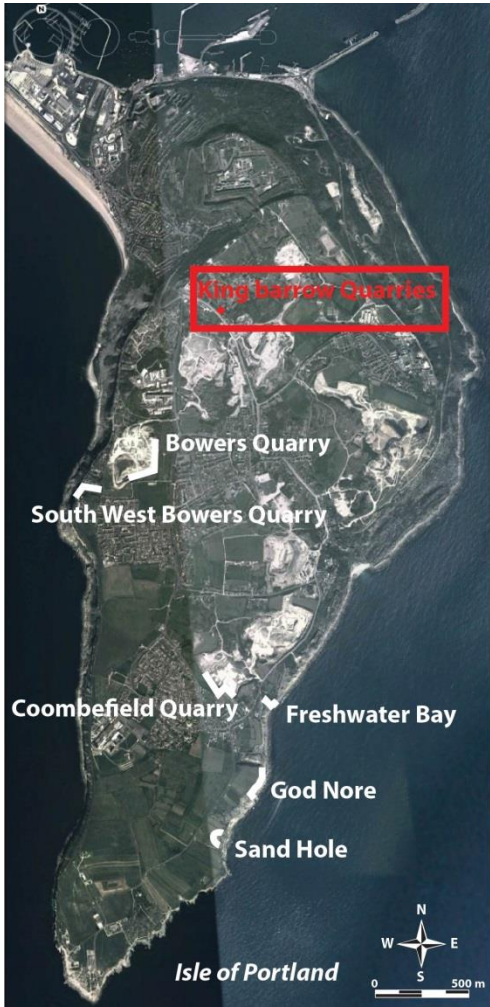 N
King barrow Quarries
Bowers Quarry
South West Bowers Quarry
Coombefield Quarry
Freshwater Bay
God Nore
Sand Hole
N
W E
S
Isle of Portland
0 500 m